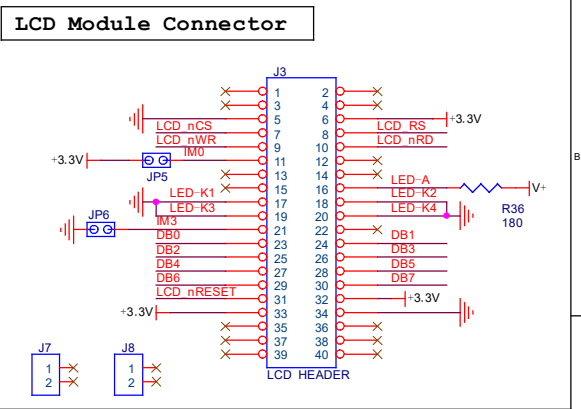 LCD Module Connector
J3
1 2
3 4
5 6 +3.3V
LCD_nCS 7 8 LCD_RS
LCD_nWR 9 10 LCD_nRD
+3.3V IM0 11 12
JP5 13 14
15 16 LED-A V+
LED-K1 17 18 LED-K2 R36
LED-K3 19 20 LED-K4 180
JP6 IM3 21 22
DB0 23 24 DB1
DB2 25 26 DB3
DB4 27 28 DB5
DB6 29 30 DB7
LCD_nRESET 31 32 +3.3V
+3.3V 33 34
35 36
37 38
39 40
LCD HEADER
J7 J8
1 1
2 2
B